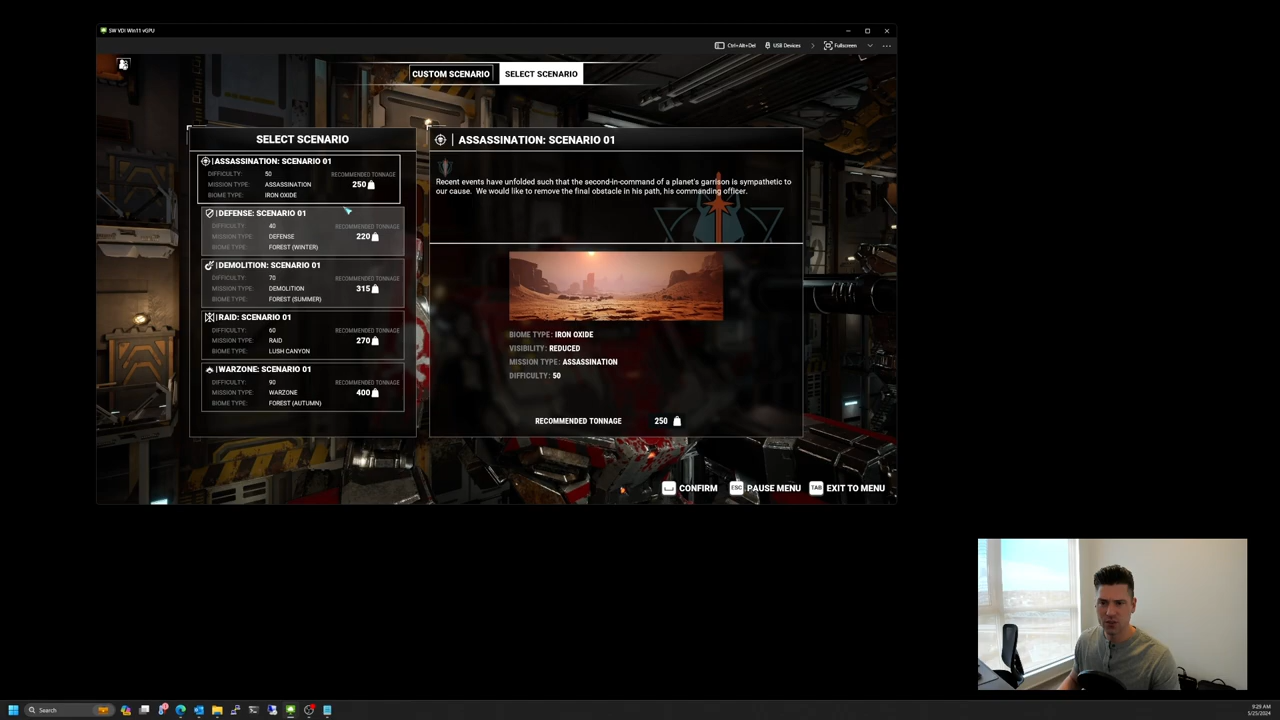 SW VDI Win11 vGPU
Ctrl+Alt+Del
USB Devices
Fullscreen
CUSTOM SCENARIO
SELECT SCENARIO
SELECT SCENARIO
ASSASSINATION: SCENARIO 01
DIFFICULTY: 50
RECOMMENDED TONNAGE
MISSION TYPE: ASSASSINATION
250
BIOME TYPE: IRON OXIDE
DEFENSE: SCENARIO 01
DIFFICULTY: 40
RECOMMENDED TONNAGE
MISSION TYPE: DEFENSE
220
BIOME TYPE: FOREST (WINTER)
DEMOLITION: SCENARIO 01
DIFFICULTY: 70
RECOMMENDED TONNAGE
MISSION TYPE: DEMOLITION
315
BIOME TYPE: FOREST (SUMMER)
RAID: SCENARIO 01
DIFFICULTY: 60
RECOMMENDED TONNAGE
MISSION TYPE: RAID
270
BIOME TYPE: LUSH CANYON
WARZONE: SCENARIO 01
DIFFICULTY: 90
RECOMMENDED TONNAGE
MISSION TYPE: WARZONE
400
BIOME TYPE: FOREST (AUTUMN)
ASSASSINATION: SCENARIO 01
Recent events have unfolded such that the second-in-command of a planet's garrison is sympathetic to
our cause. We would like to remove the final obstacle in his path, his commanding officer.
BIOME TYPE: IRON OXIDE
VISIBILITY: REDUCED
MISSION TYPE: ASSASSINATION
DIFFICULTY: 50
RECOMMENDED TONNAGE 250
CONFIRM
ESC PAUSE MENU
TAB EXIT TO MENU
Search
9:29 AM
5/25/2024